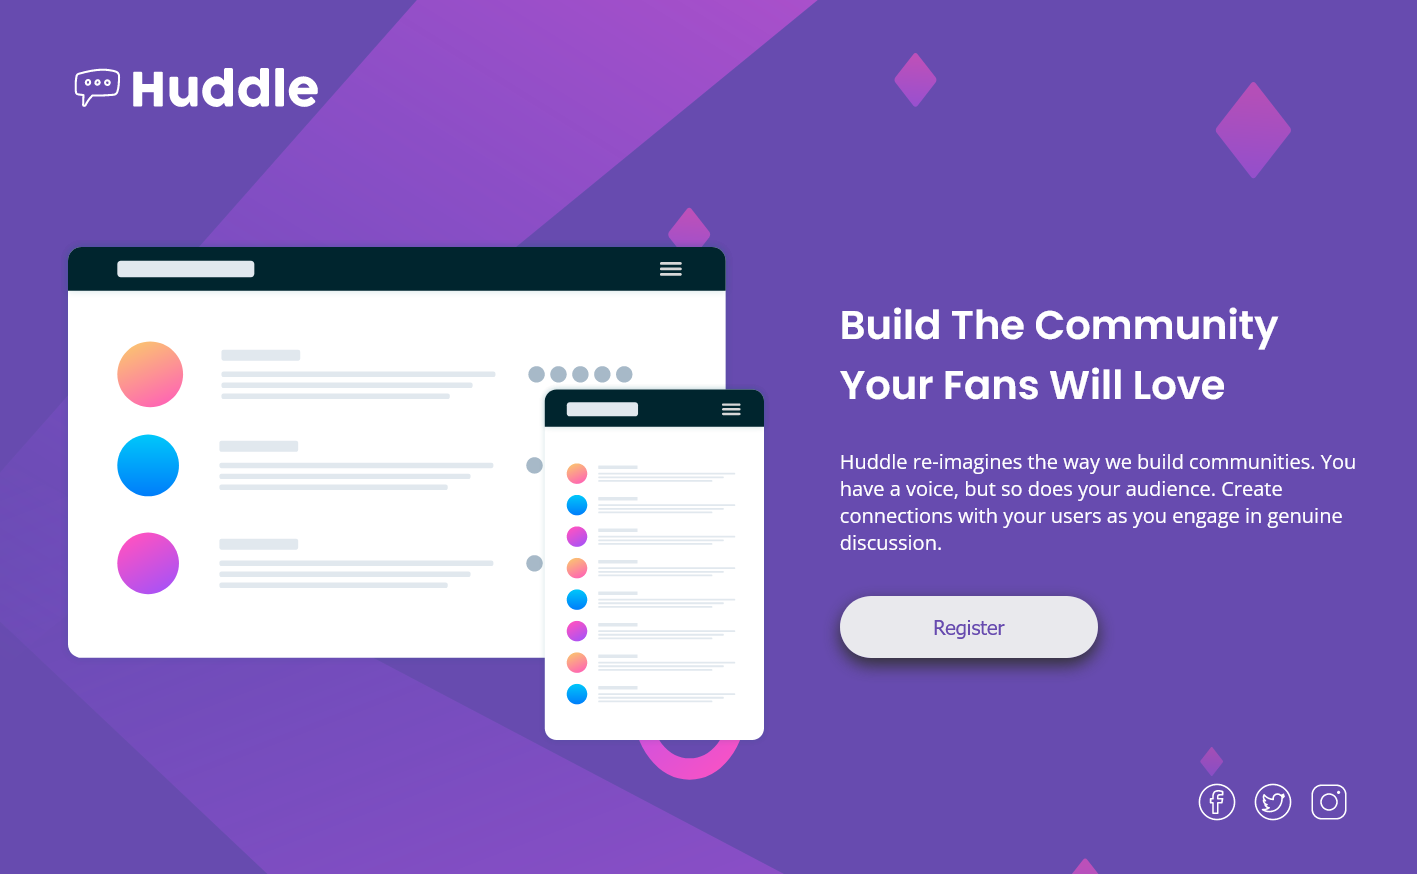 Huddle
Build The Community
Your Fans Will Love
Huddle re-imagines the way we build communities. You
have a voice, but so does your audience. Create
connections with your users as you engage in genuine
discussion.
Register